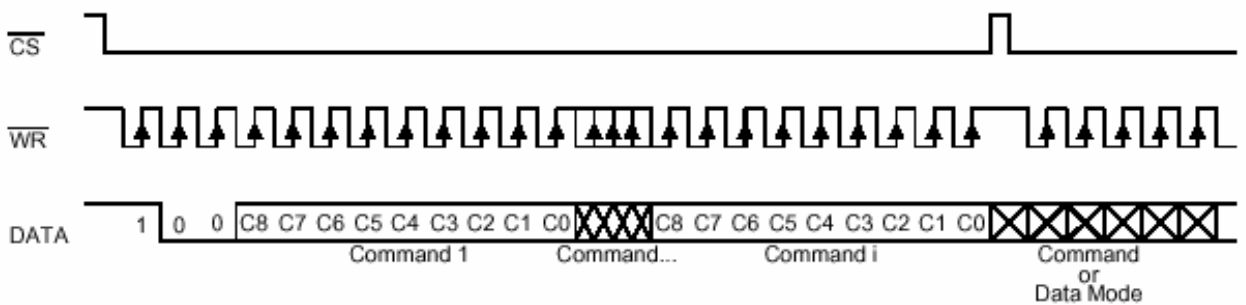 CS
WR
DATA 1 0 0 C8 C7 C6 C5 C4 C3 C2 C1 C0 C8 C7 C6 C5 C4 C3 C2 C1 C0
Command 1 Command... Command i Command
or
Data Mode